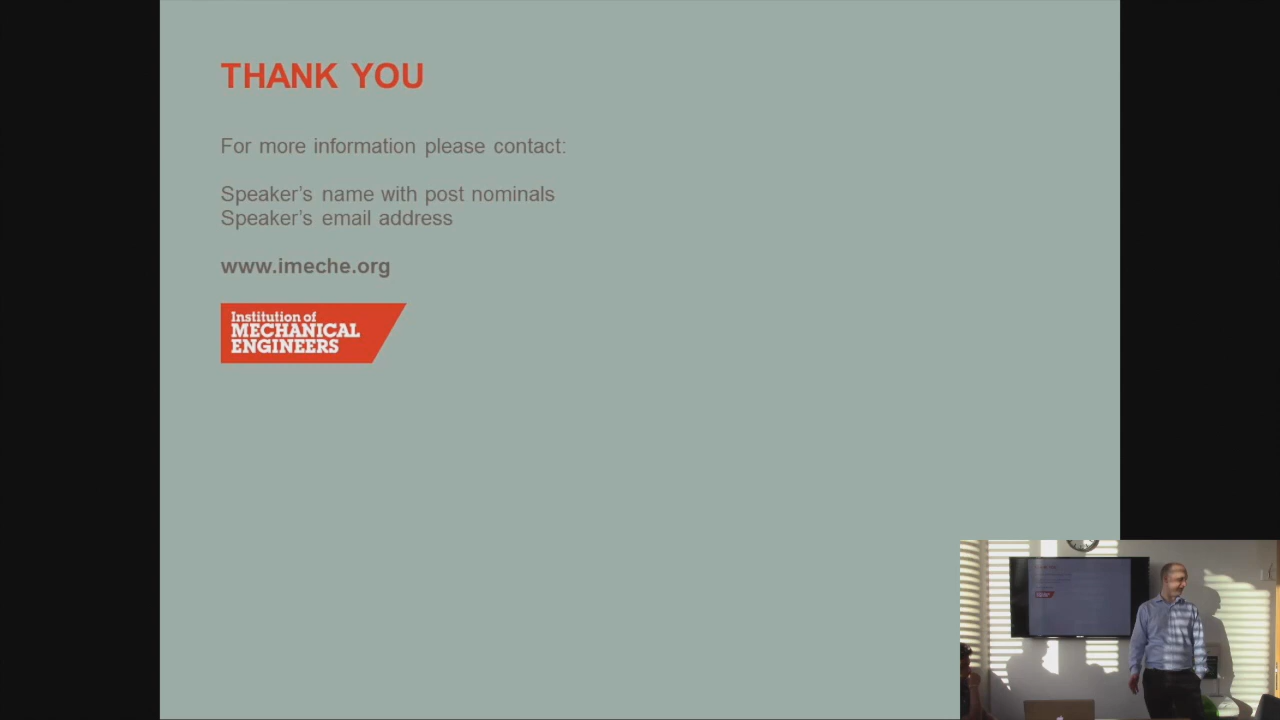 THANK YOU
For more information please contact:
Speaker's name with post nominals
Speaker's email address
www.imeche.org
Institution of
MECHANICAL
ENGINEERS